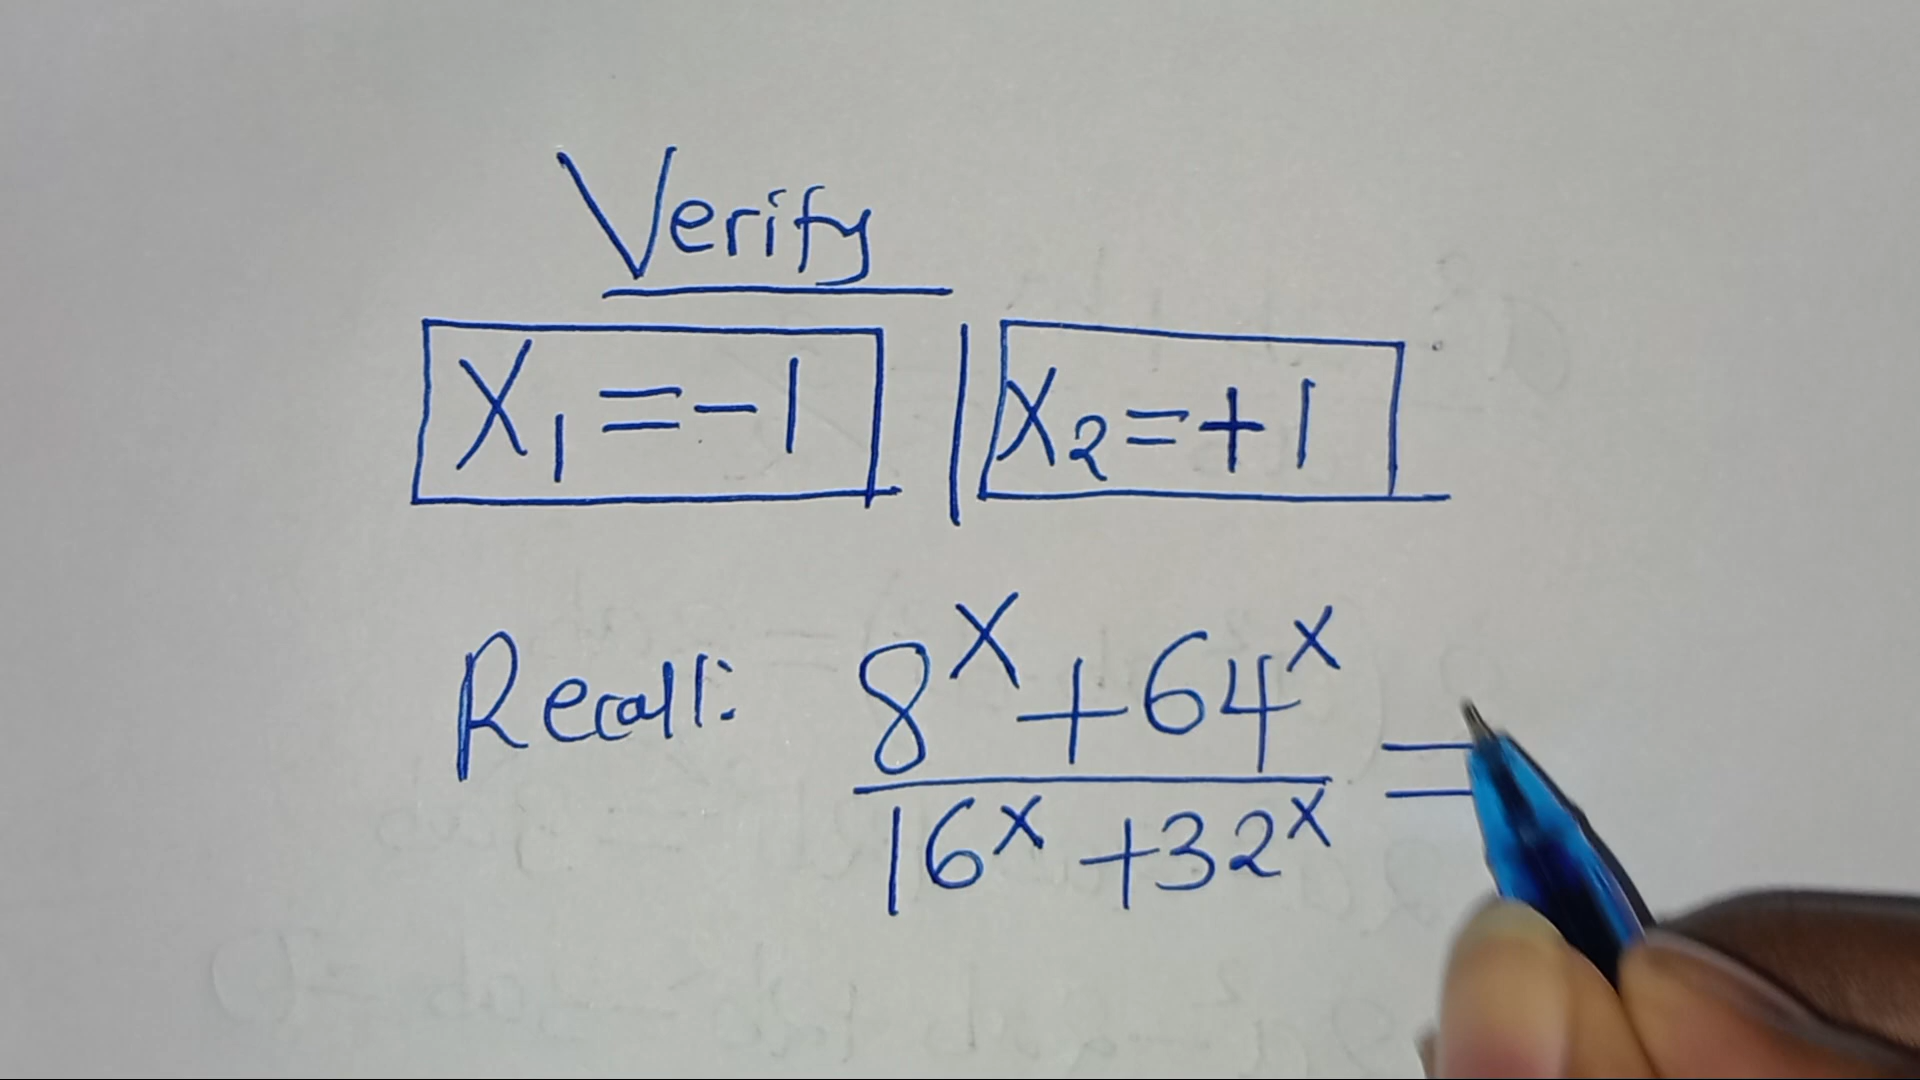 Verify
X₁ = -1 | X₂ = +1
Recall: 8^x + 64^x =
16^x + 32^x